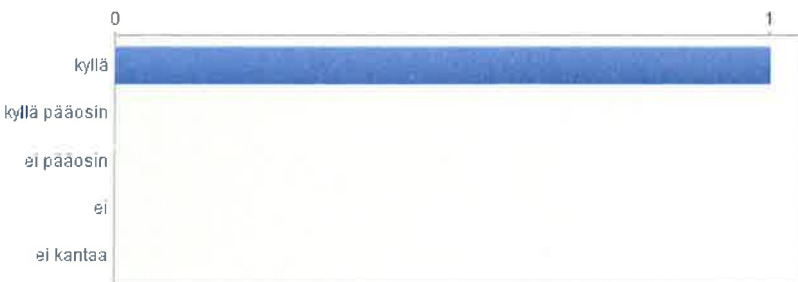 0 1
kyllä
kyllä pääosin
ei pääosin
ei
ei kantaa